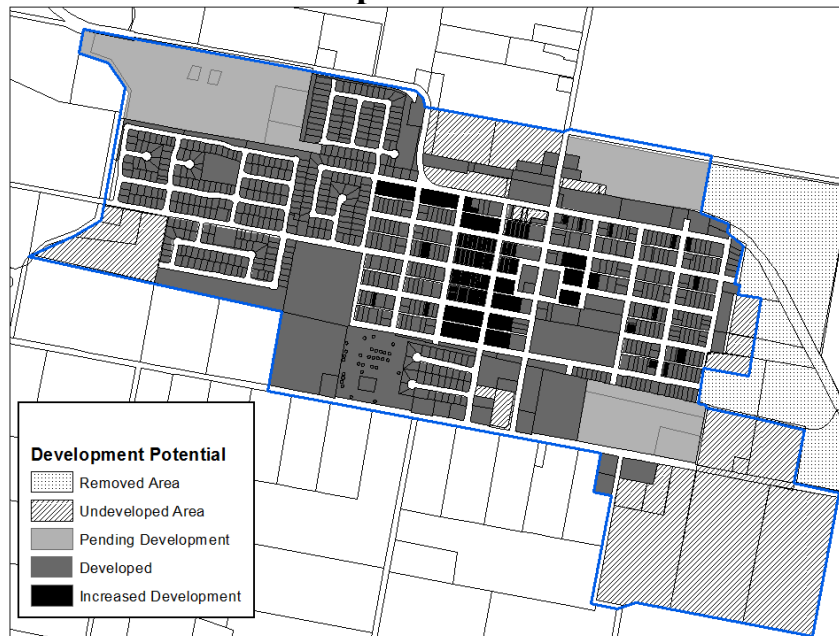 Development Potential
Removed Area
Undeveloped Area
Pending Development
Developed
Increased Development